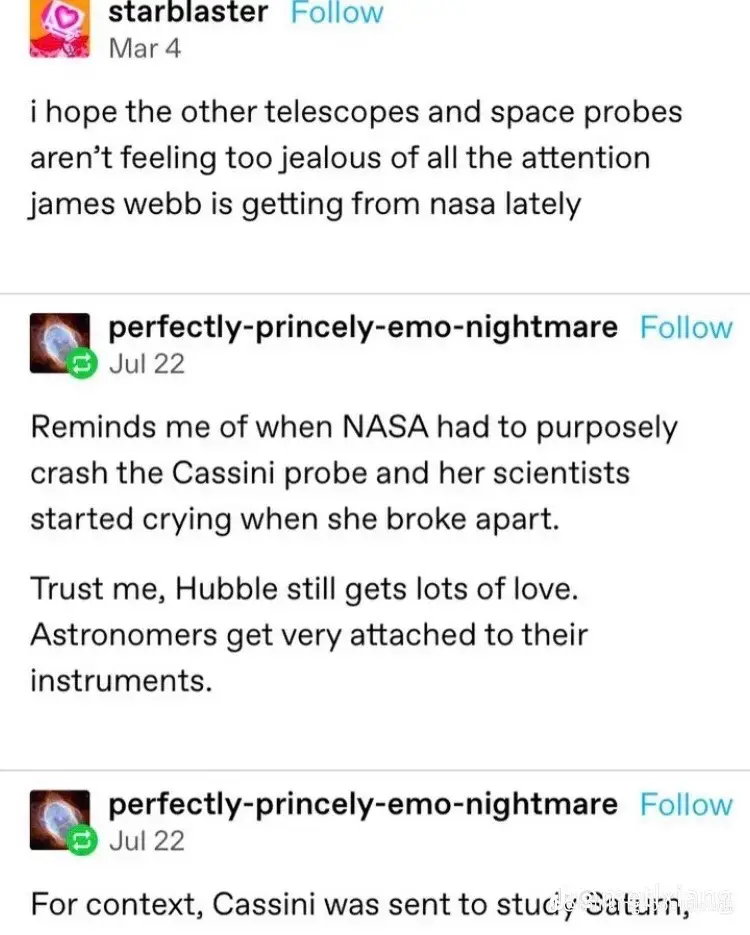 starblaster Follow
Mar 4
i hope the other telescopes and space probes
aren’t feeling too jealous of all the attention
james webb is getting from nasa lately
perfectly-princely-emo-nightmare Follow
Jul 22
Reminds me of when NASA had to purposely
crash the Cassini probe and her scientists
started crying when she broke apart.
Trust me, Hubble still gets lots of love.
Astronomers get very attached to their
instruments.
perfectly-princely-emo-nightmare Follow
Jul 22
For context, Cassini was sent to study Saturn,